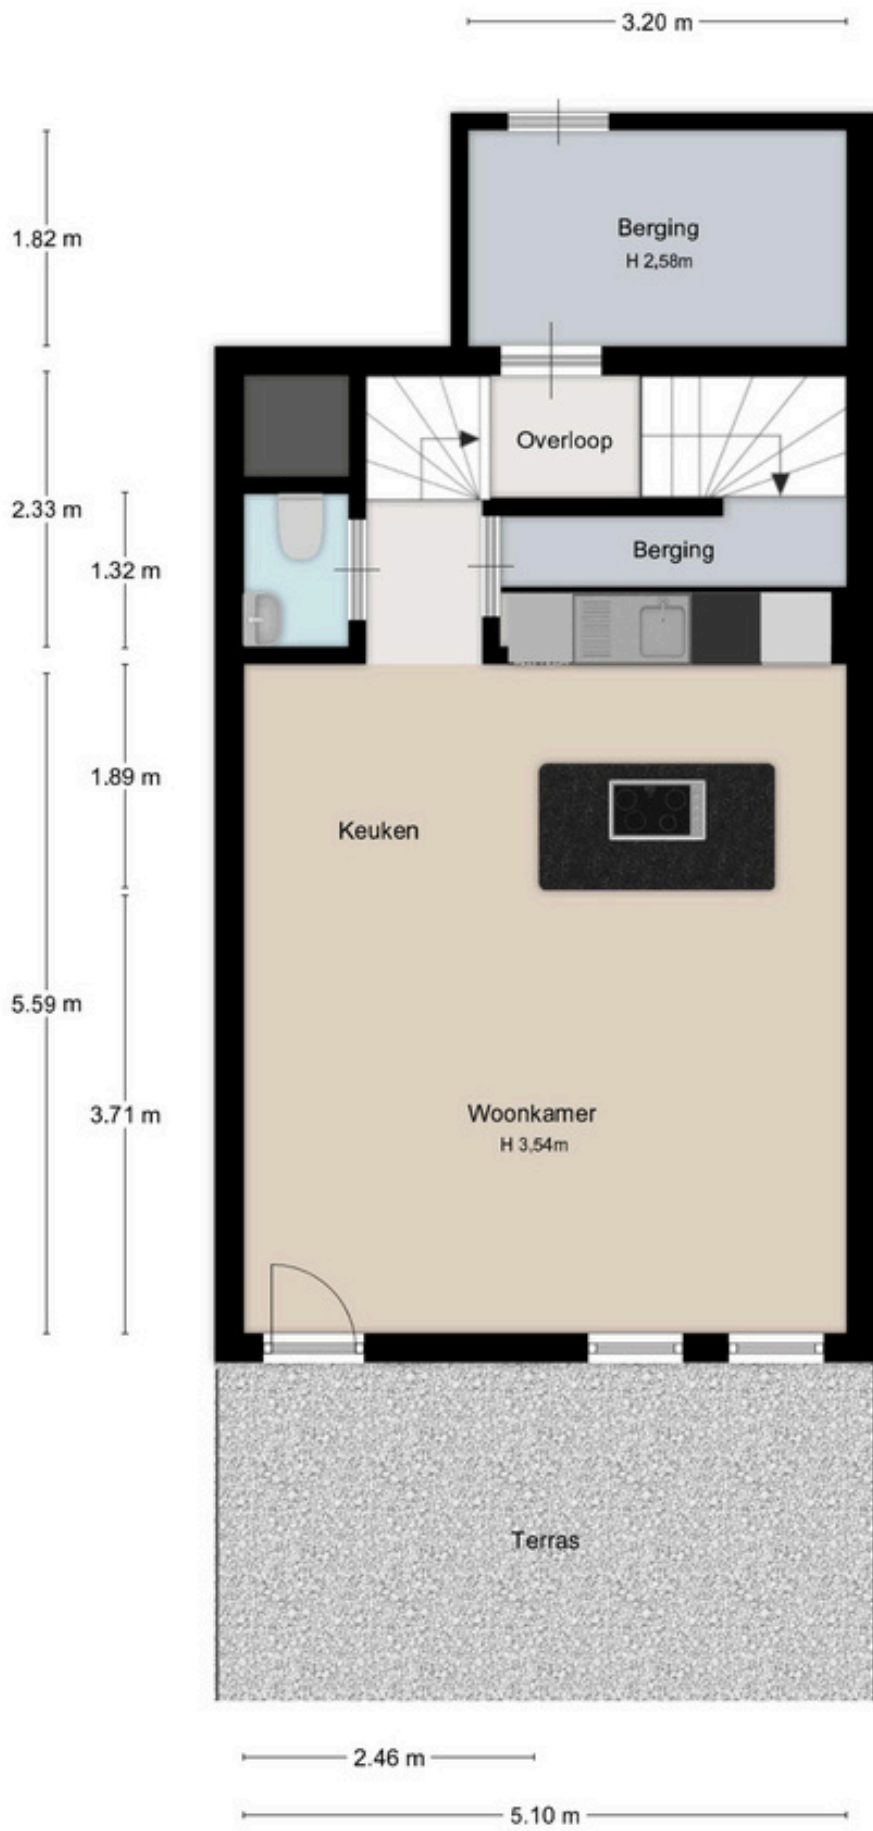 3.20 m
1.82 m
Berging
H 2,58m
Overloop
2.33 m
1.32 m
Berging
1.89 m
Keuken
5.59 m
3.71 m
Woonkamer
H 3,54m
Terras
2.46 m
5.10 m